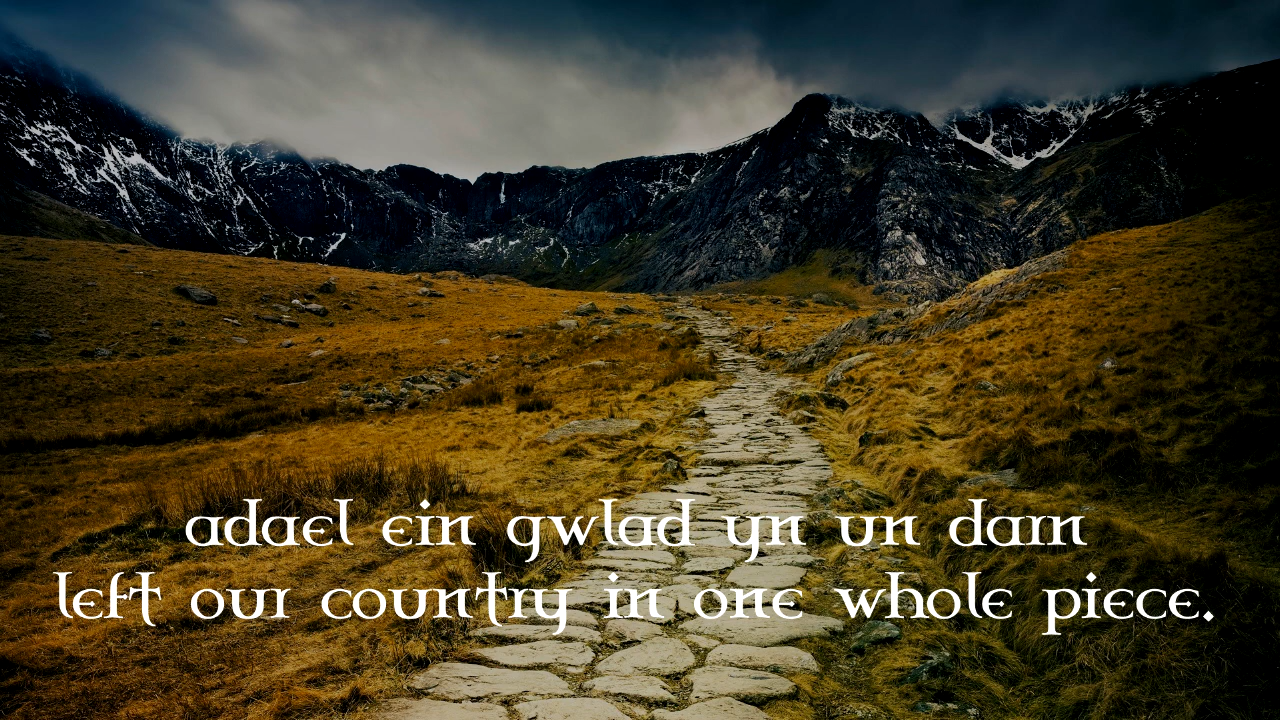 adael ein gwlad yn un darn
left our country in one whole piece.